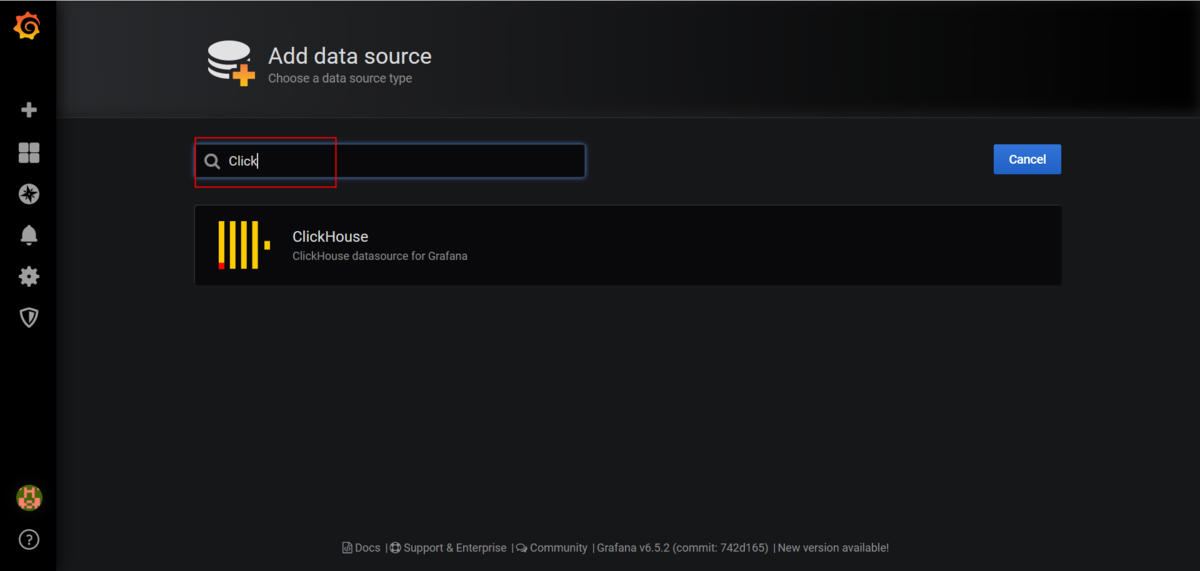 Add data source
Choose a data source type
Click
Cancel
ClickHouse
ClickHouse datasource for Grafana
Docs | Support & Enterprise | Community | Grafana v6.5.2 (commit: 742d165) | New version available!